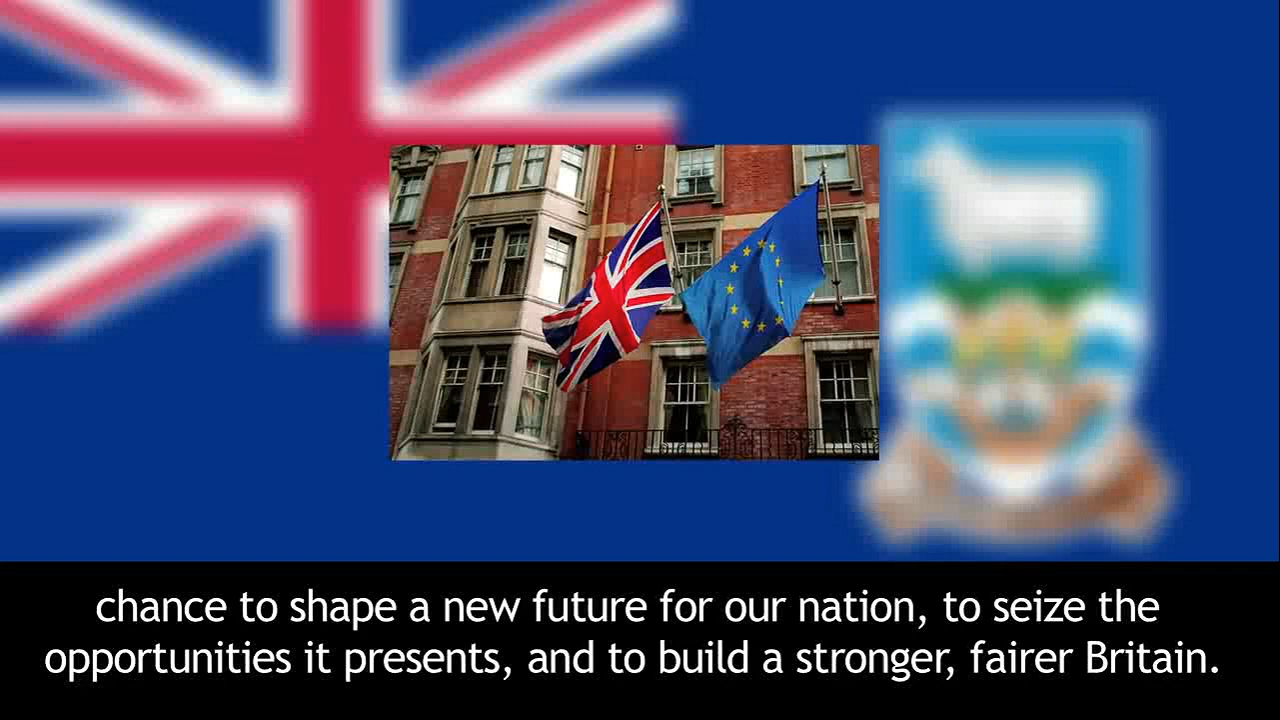 chance to shape a new future for our nation, to seize the
opportunities it presents, and to build a stronger, fairer Britain.